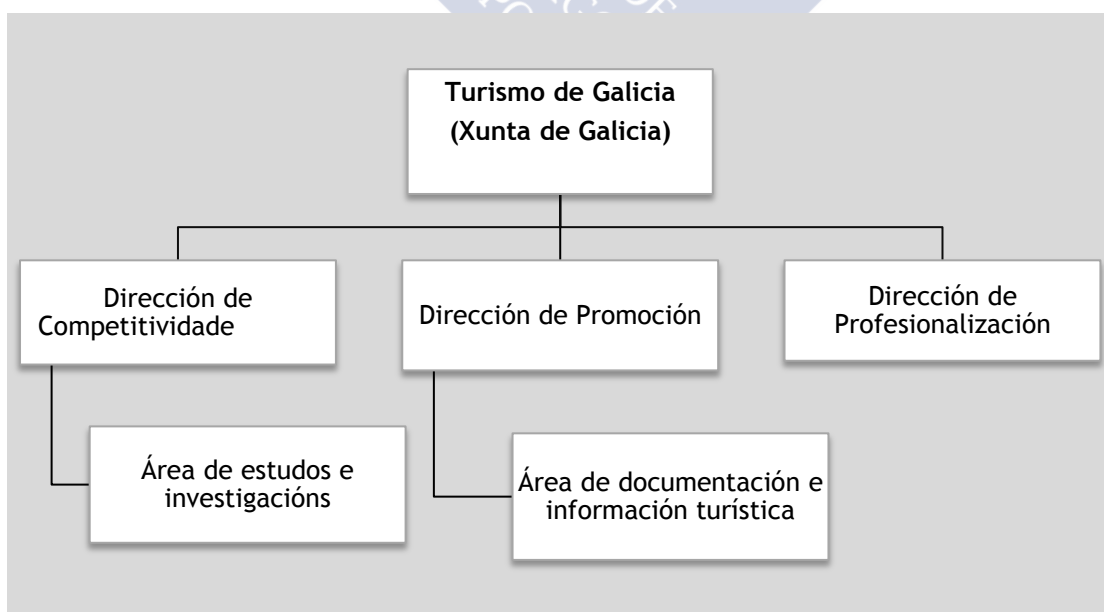 Turismo de Galicia
(Xunta de Galicia)
Dirección de
Competitividade
Dirección de Promoción
Dirección de
Profesionalización
Área de estudos e
investigacións
Área de documentación e
información turística